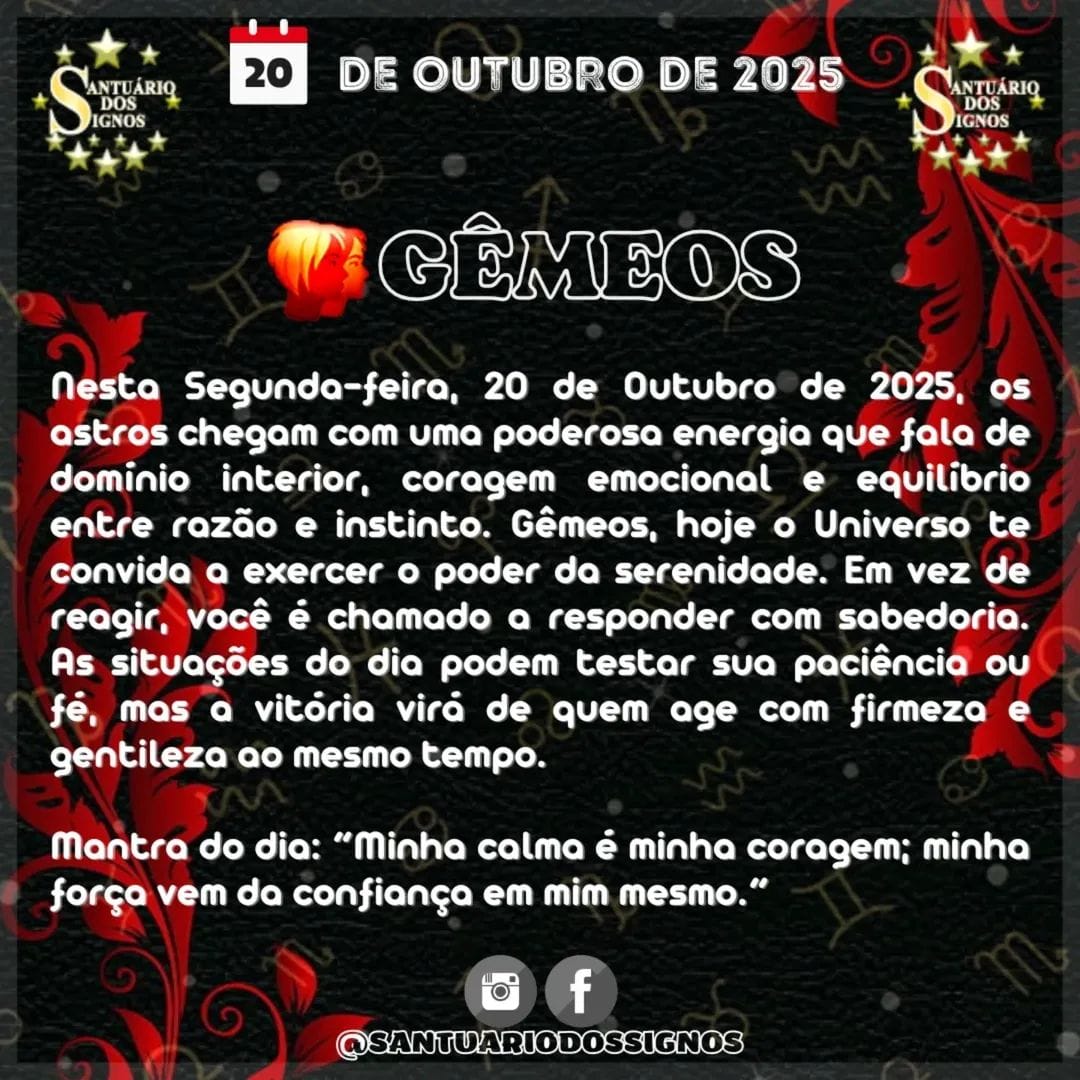 SANTUÁRIO
DOS
SIGNOS
20 DE OUTUBRO DE 2025
SANTUÁRIO
DOS
SIGNOS
GÊMEOS
Nesta Segunda-feira, 20 de Outubro de 2025, os
astros chegam com uma poderosa energia que fala de
domínio interior, coragem emocional e equilíbrio
entre razão e instinto. Gêmeos, hoje o Universo te
convida a exercer o poder da serenidade. Em vez de
reagir, você é chamado a responder com sabedoria.
As situações do dia podem testar sua paciência ou
fé, mas a vitória virá de quem age com firmeza e
gentileza ao mesmo tempo.
Mantra do dia: “Minha calma é minha coragem; minha
força vem da confiança em mim mesmo.”
@SANTUARIODOSSIGNOS